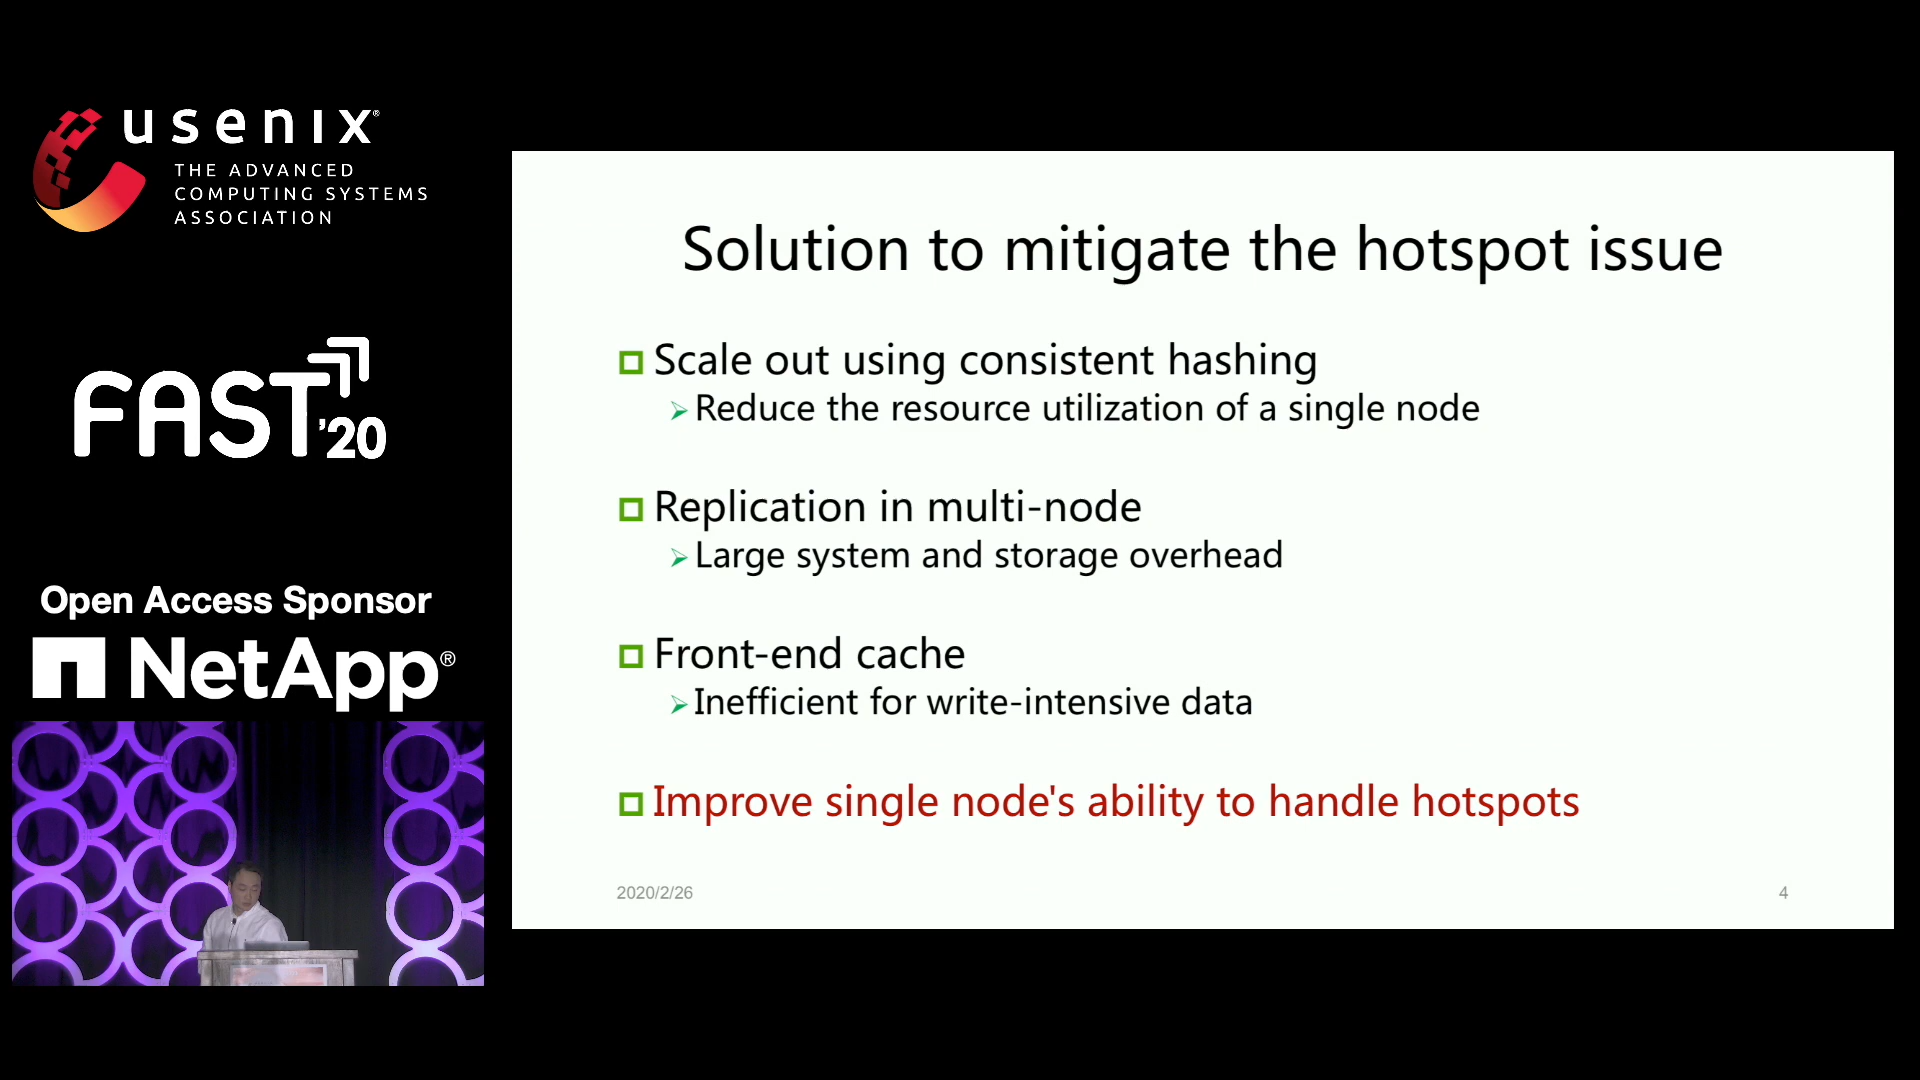 usenix®
THE ADVANCED
COMPUTING SYSTEMS
ASSOCIATION
FAST '20
Open Access Sponsor
NetApp®
Solution to mitigate the hotspot issue
Scale out using consistent hashing
Reduce the resource utilization of a single node
Replication in multi-node
Large system and storage overhead
Front-end cache
Inefficient for write-intensive data
Improve single node's ability to handle hotspots
2020/2/26
4